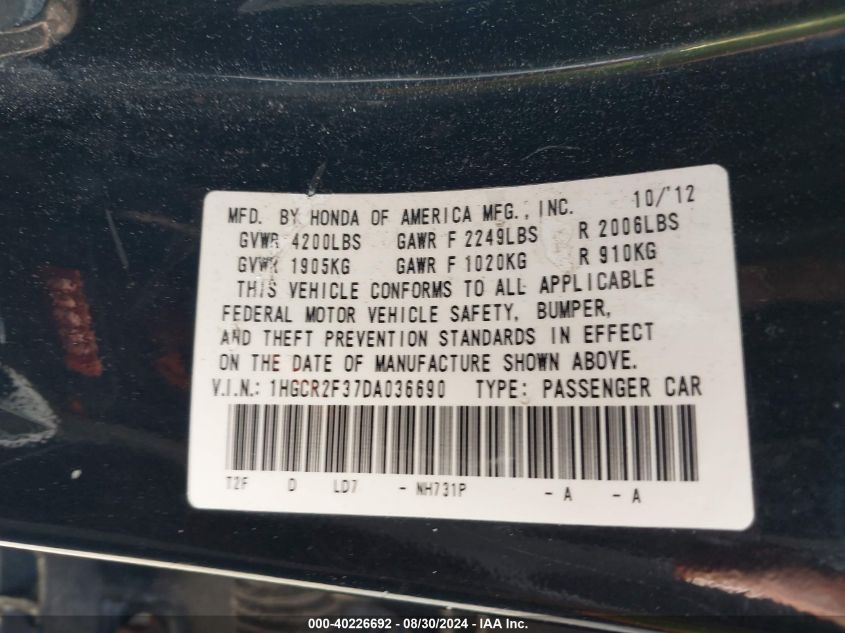 MFD. BY HONDA OF AMERICA MFG., INC. 10/'12
GVWR 4200LBS GAWR F 2249LBS R 2006LBS
GVWR 1905KG GAWR F 1020KG R 910KG
THIS VEHICLE CONFORMS TO ALL APPLICABLE
FEDERAL MOTOR VEHICLE SAFETY, BUMPER,
AND THEFT PREVENTION STANDARDS IN EFFECT
ON THE DATE OF MANUFACTURE SHOWN ABOVE.
V.I.N.: 1HGCR2F37DA036690 TYPE: PASSENGER CAR
T2F D LD7 - NH731P - A - A
000-40226692 - 08/30/2024 - IAA Inc.